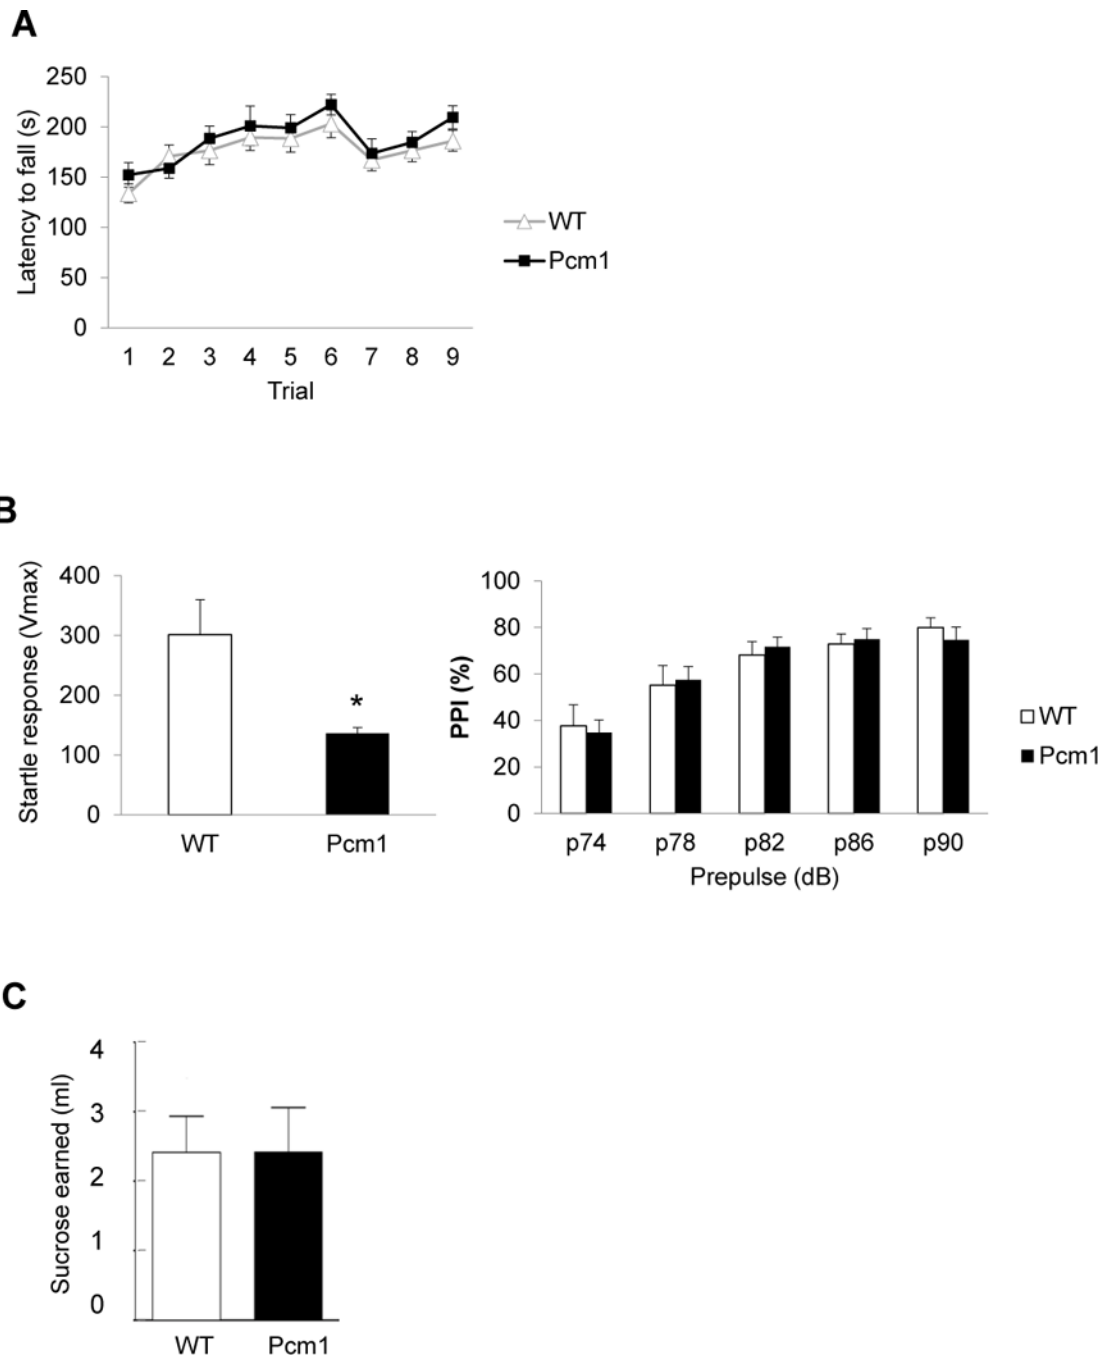 A
Latency to fall (s)
250
200
150
100
50
0
1 2 3 4 5 6 7 8 9
Trial
WT
Pcm1
B
Startle response (Vmax)
400
300
200
100
0
*
WT Pcm1
PPI (%)
100
80
60
40
20
0
p74 p78 p82 p86 p90
Prepulse (dB)
WT
Pcm1
C
Sucrose earned (ml)
4
3
2
1
0
WT Pcm1